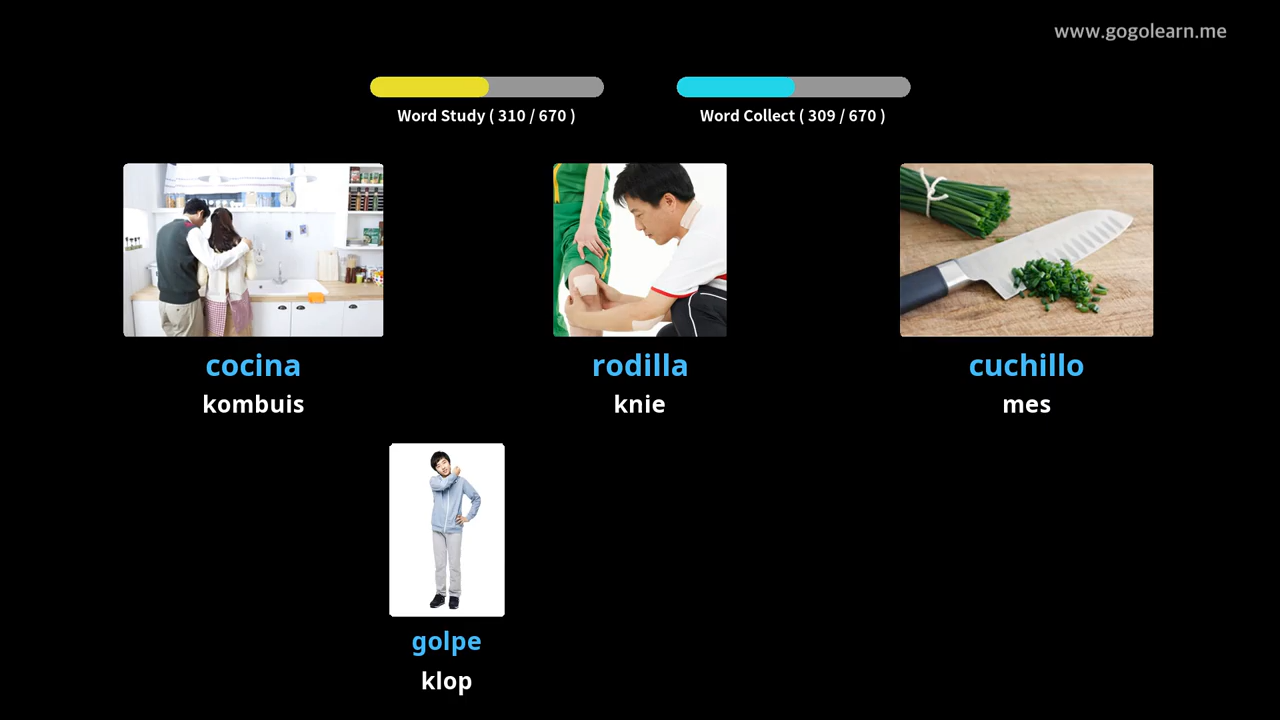 www.gogolearn.me
Word Study ( 310 / 670 )
Word Collect ( 309 / 670 )
cocina
kombuis
rodilla
knie
cuchillo
mes
golpe
klop